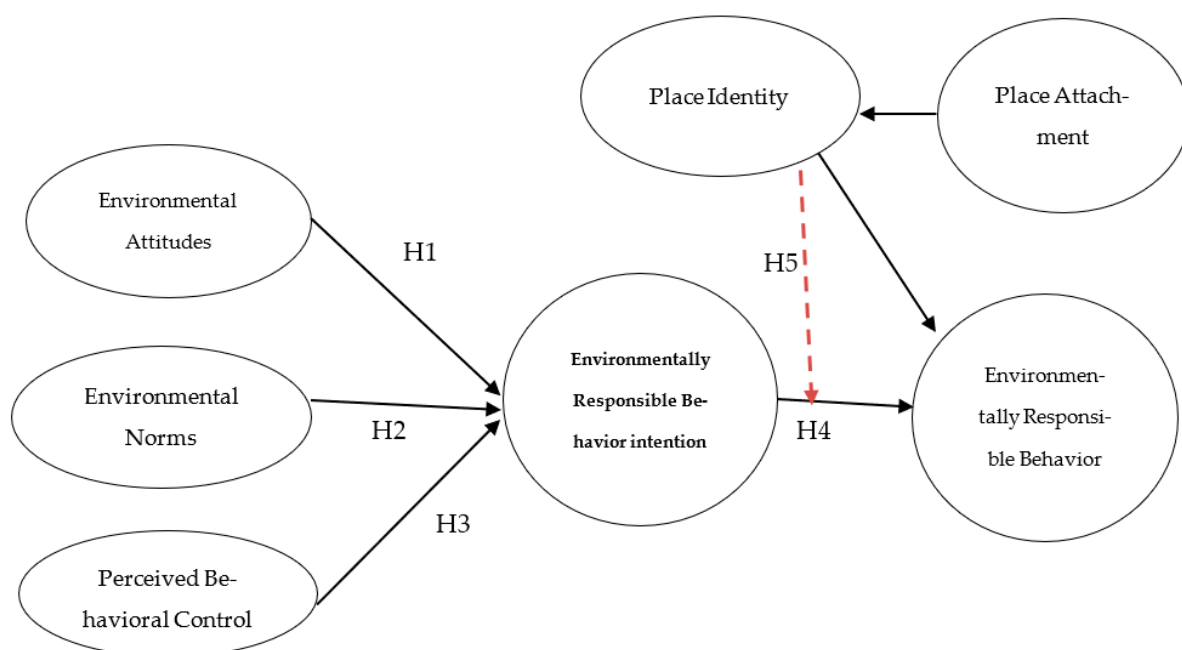 Place Identity
Place Attach-
ment
Environmental
Attitudes
H1
H5
Environmental
Norms
H2
Environmentally
Responsible Be-
havior intention
H4
Environmen-
tally Responsi-
ble Behavior
H3
Perceived Be-
havioral Control